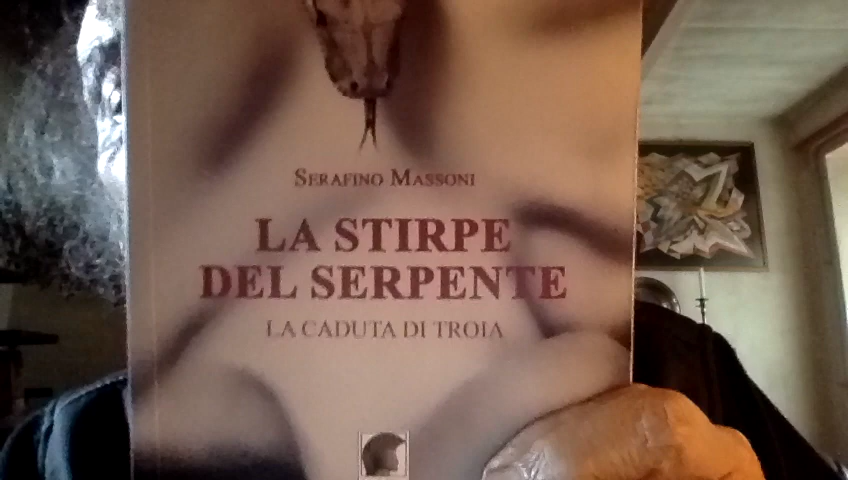 SERAFINO MASSONI
LA STIRPE
DEL SERPENTE
LA CADUTA DI TROIA